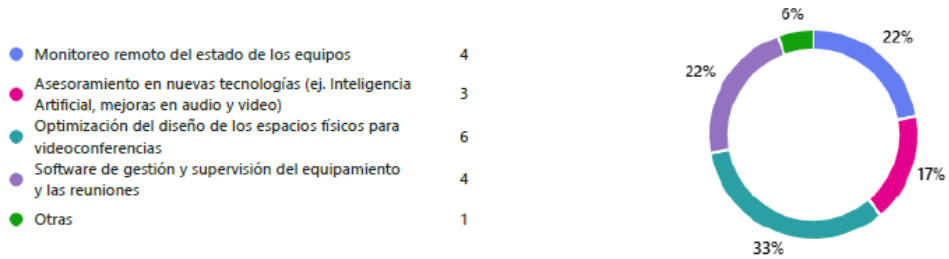 Monitoreo remoto del estado de los equipos 4
Asesoramiento en nuevas tecnologías (ej. Inteligencia
Artificial, mejoras en audio y video) 3
Optimización del diseño de los espacios físicos para
videoconferencias 6
Software de gestión y supervisión del equipamiento
y las reuniones 4
Otras 1
6%
22%
22%
17%
33%